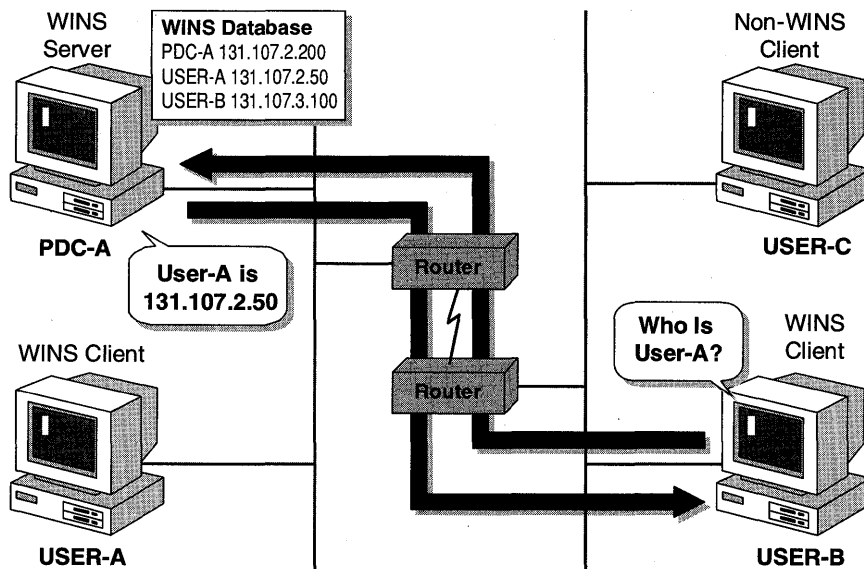 WINS
Server
WINS Database
PDC-A 131.107.2.200
USER-A 131.107.2.50
USER-B 131.107.3.100
Non-WINS
Client
PDC-A
User-A is
131.107.2.50
Router
USER-C
WINS Client
Router
Who Is
User-A?
WINS
Client
USER-A
USER-B